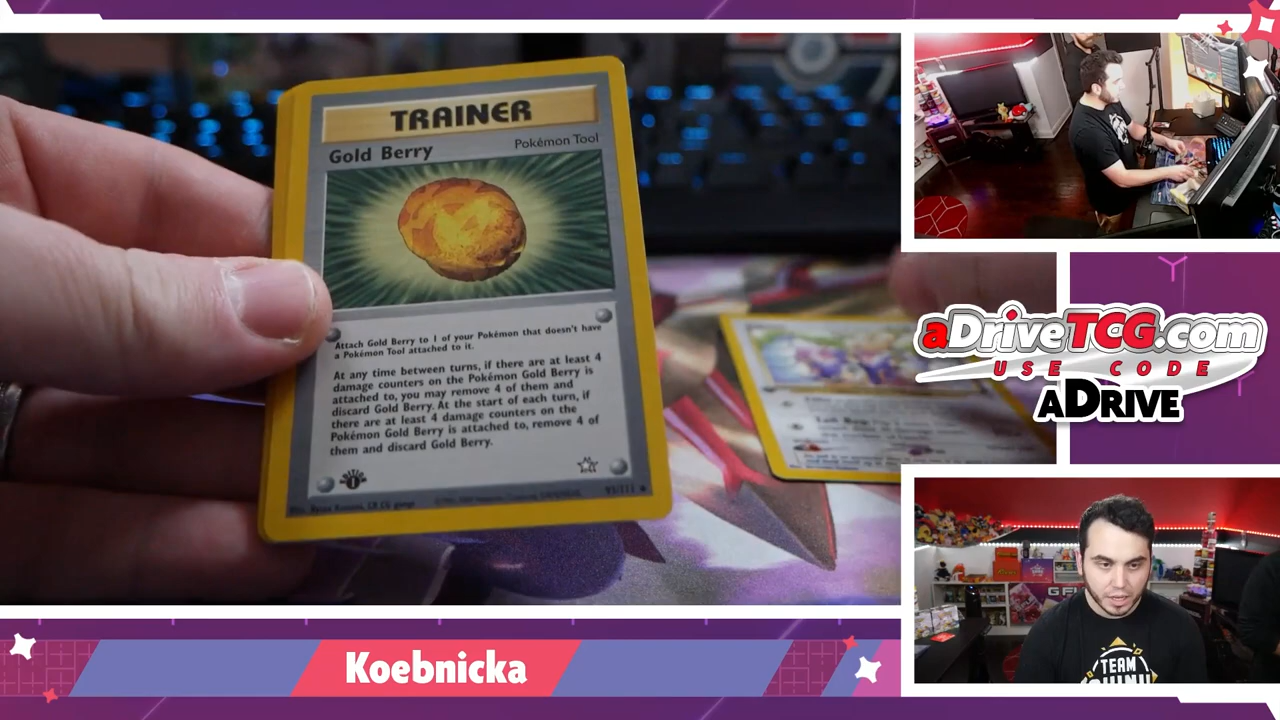 TRAINER
Gold Berry
Pokémon Tool
Attach Gold Berry to 1 of your Pokémon that doesn't have
a Pokémon Tool attached to it.
At any time between turns, if there are at least 4
damage counters on the Pokémon Gold Berry is
attached to, you may remove 4 of them and
discard Gold Berry. At the start of each turn, if
there are at least 4 damage counters on the
Pokémon Gold Berry is attached to, remove 4 of
them and discard Gold Berry.
1
93/111
aDriveTCG.com
USE CODE
aDRIVE
TEAM
Koebnicka